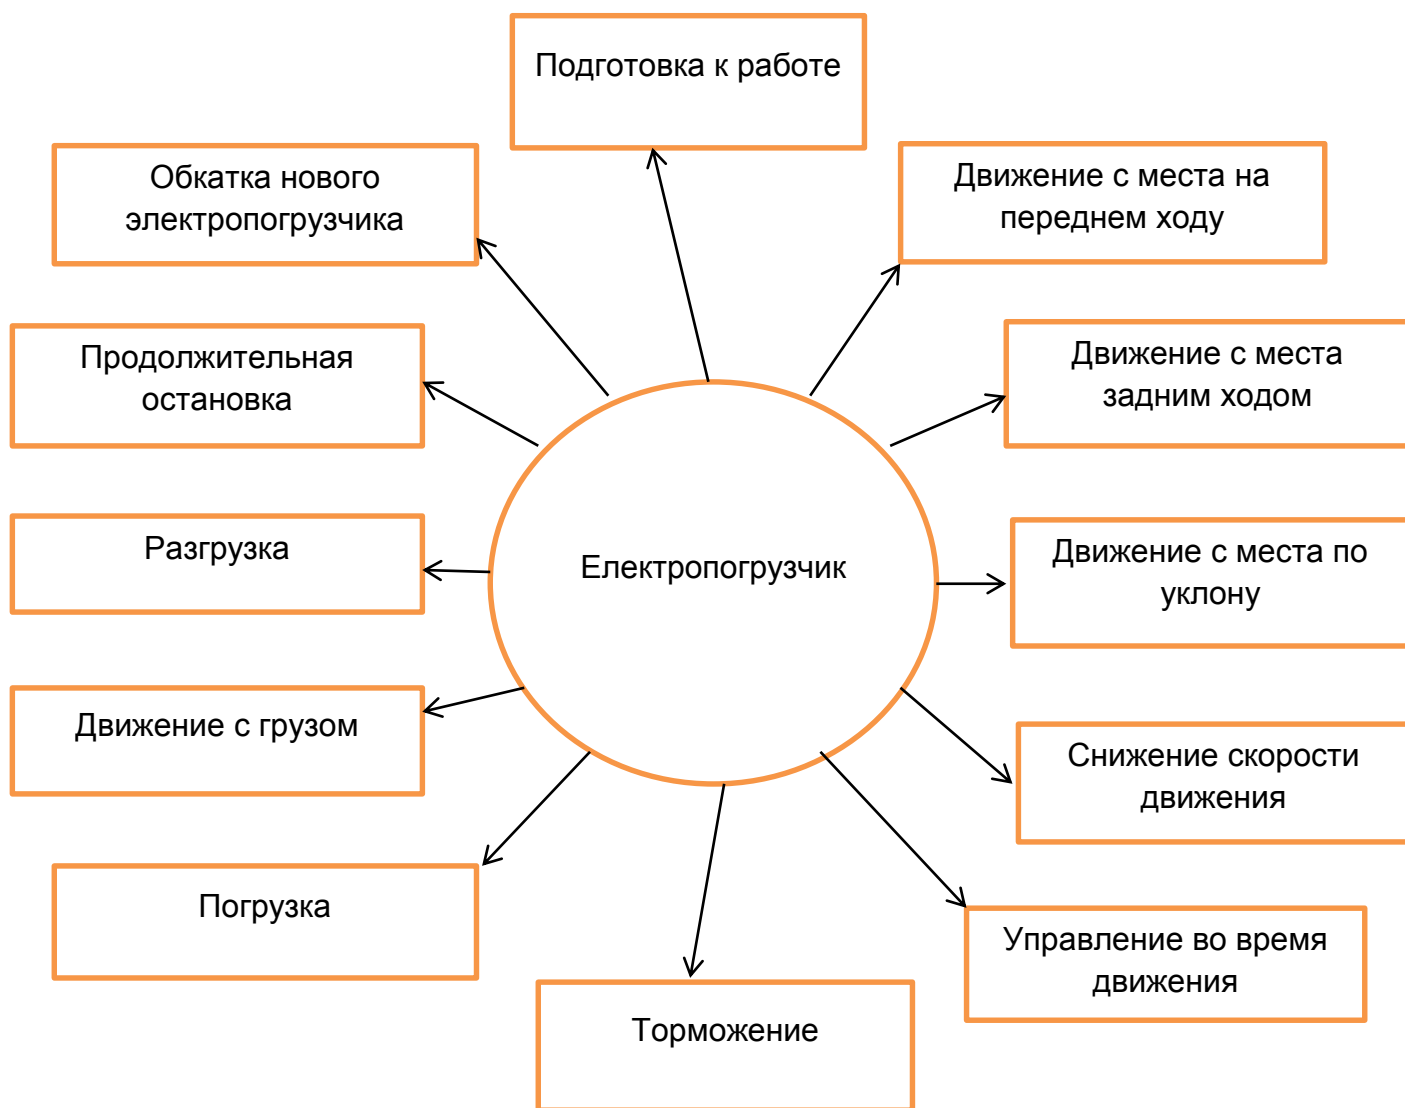 Подготовка к работе
Обкатка нового
электропогрузчика
Движение с места на
переднем ходу
Продолжительная
остановка
Движение с места
задним ходом
Разгрузка
Електропогрузчик
Движение с места по
уклону
Движение с грузом
Снижение скорости
движения
Погрузка
Управление во время
движения
Торможение